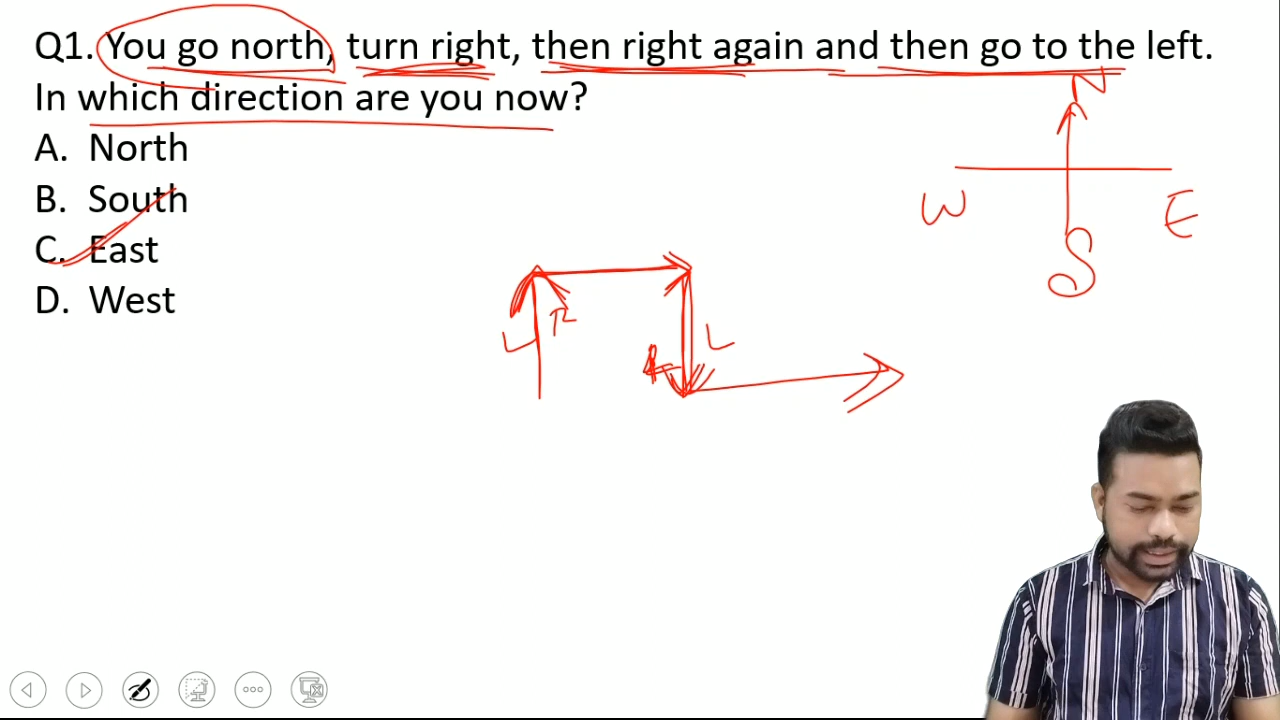 Q1. You go north, turn right, then right again and then go to the left.
In which direction are you now?
A. North
B. South
C. East
D. West
N
W
E
S
L
R
L
R